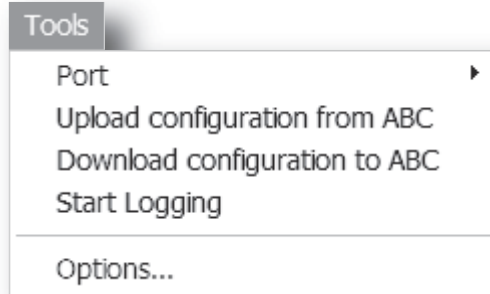 Tools
Port
Upload configuration from ABC
Download configuration to ABC
Start Logging
Options...